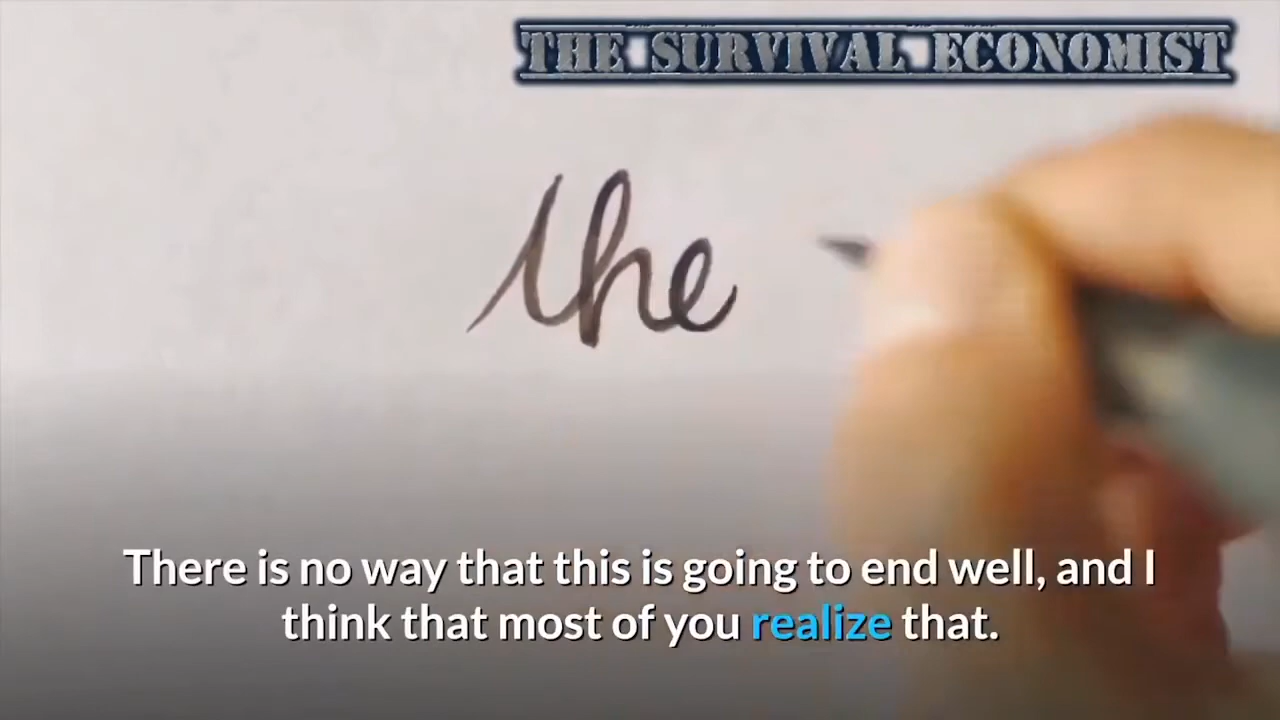 THE SURVIVAL ECONOMIST
the
There is no way that this is going to end well, and I
think that most of you realize that.